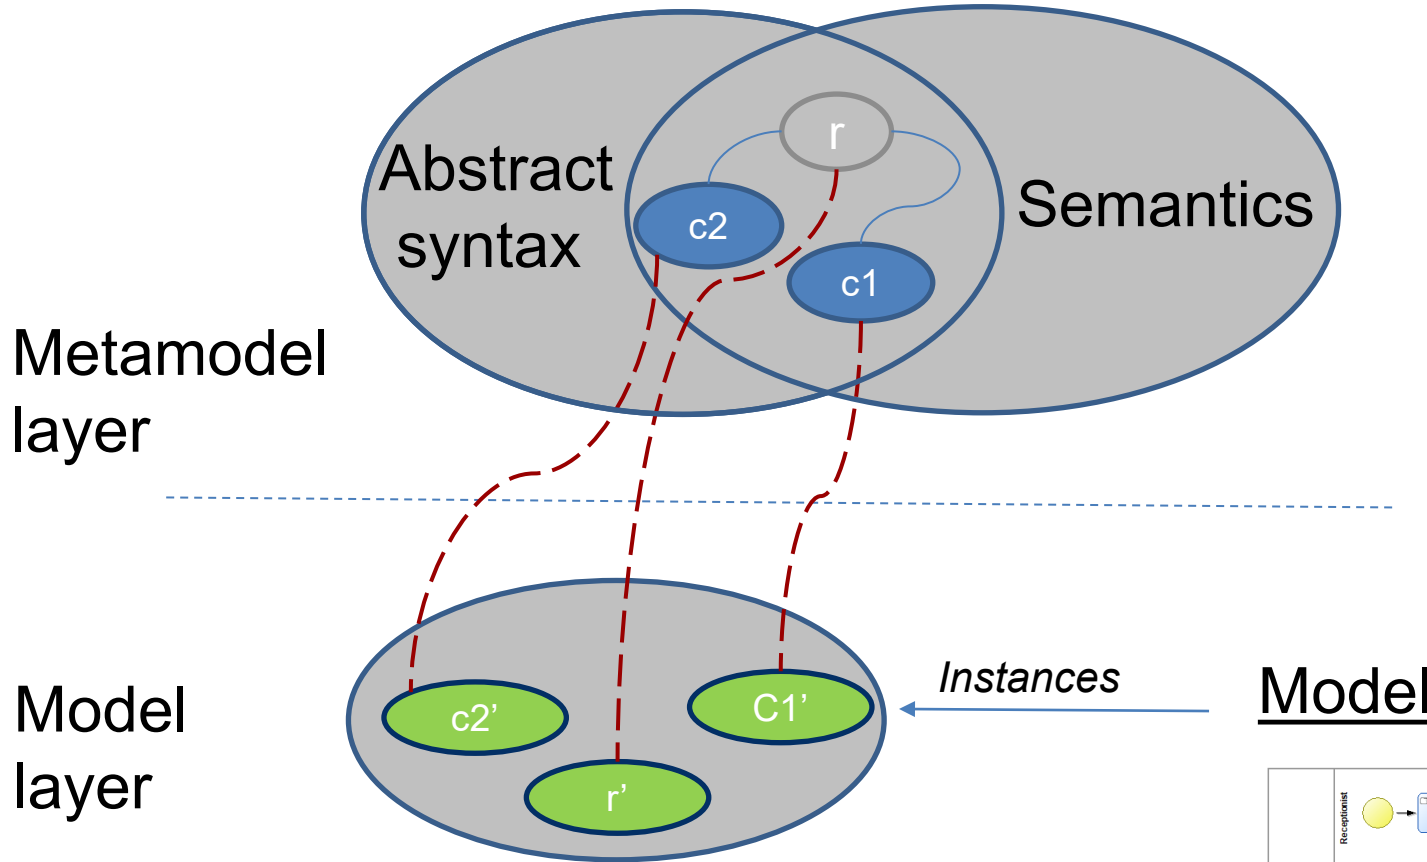 r
Abstract
syntax
Semantics
c2
c1
Metamodel
layer
Instances
Model
Model
layer
c2’
C1’
r’
Receptionist